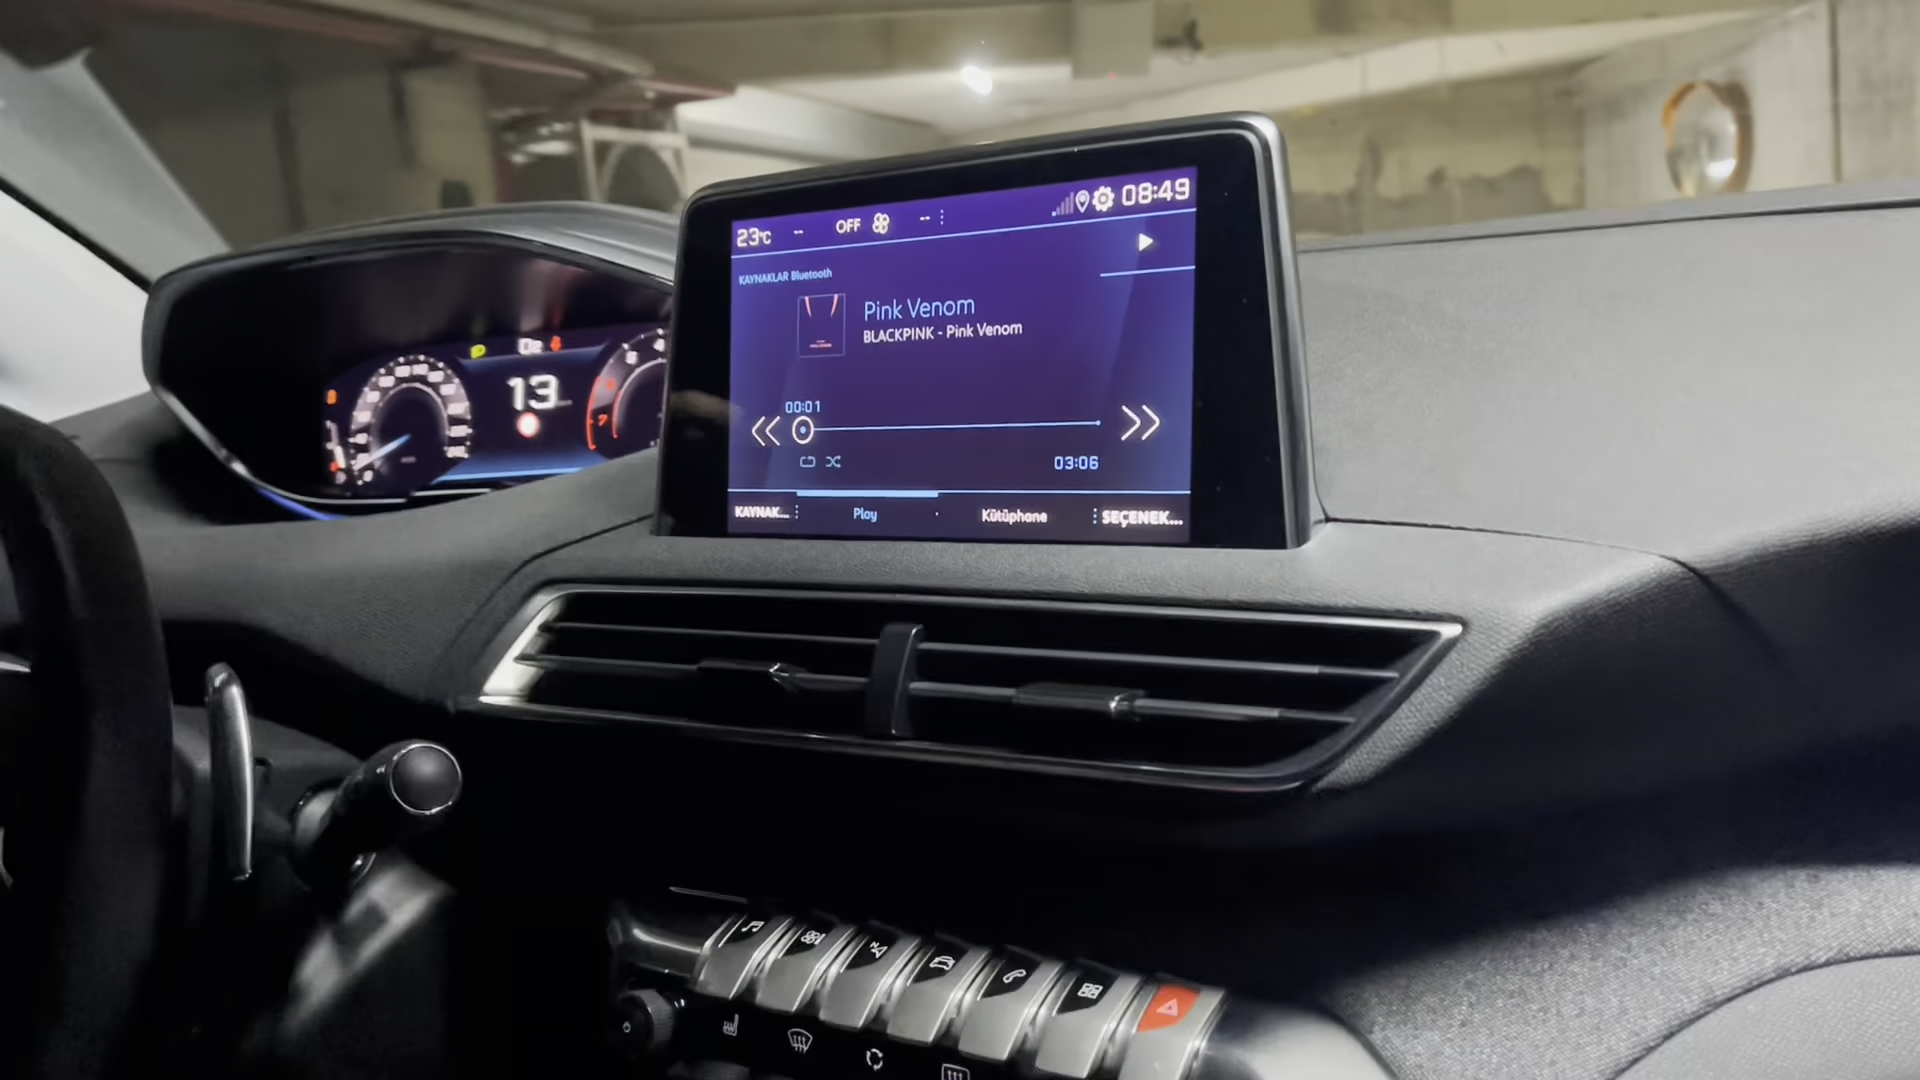 23°C -- OFF -- 08:49
KAYNAKLAR Bluetooth
Pink Venom
BLACKPINK - Pink Venom
00:01
03:06
KAYNAK... Play Kütüphane SEÇENEK...
13